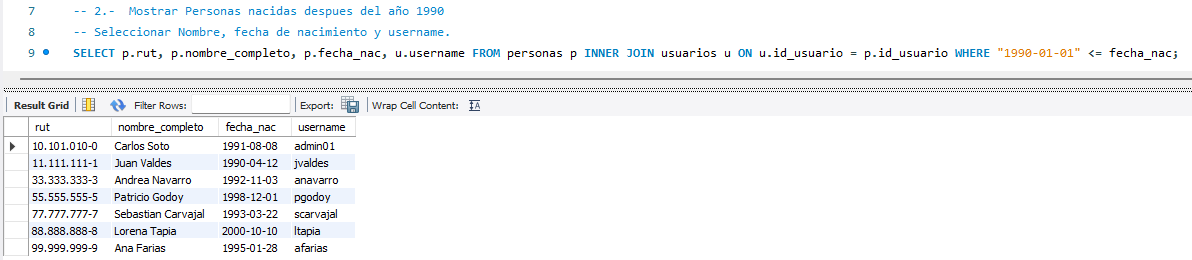 7 -- 2.-  Mostrar Personas nacidas despues del año 1990
8 -- Seleccionar Nombre, fecha de nacimiento y username.
9 SELECT p.rut, p.nombre_completo, p.fecha_nac, u.username FROM personas p INNER JOIN usuarios u ON u.id_usuario = p.id_usuario WHERE "1990-01-01" <= fecha_nac;
Result Grid Filter Rows: Export: Wrap Cell Content:
rut nombre_completo fecha_nac username
10.101.010-0 Carlos Soto 1991-08-08 admin01
11.111.111-1 Juan Valdes 1990-04-12 jvaldes
33.333.333-3 Andrea Navarro 1992-11-03 anavarro
55.555.555-5 Patricio Godoy 1998-12-01 pgodoy
77.777.777-7 Sebastian Carvajal 1993-03-22 scarvajal
88.888.888-8 Lorena Tapia 2000-10-10 ltapia
99.999.999-9 Ana Farias 1995-01-28 afarias